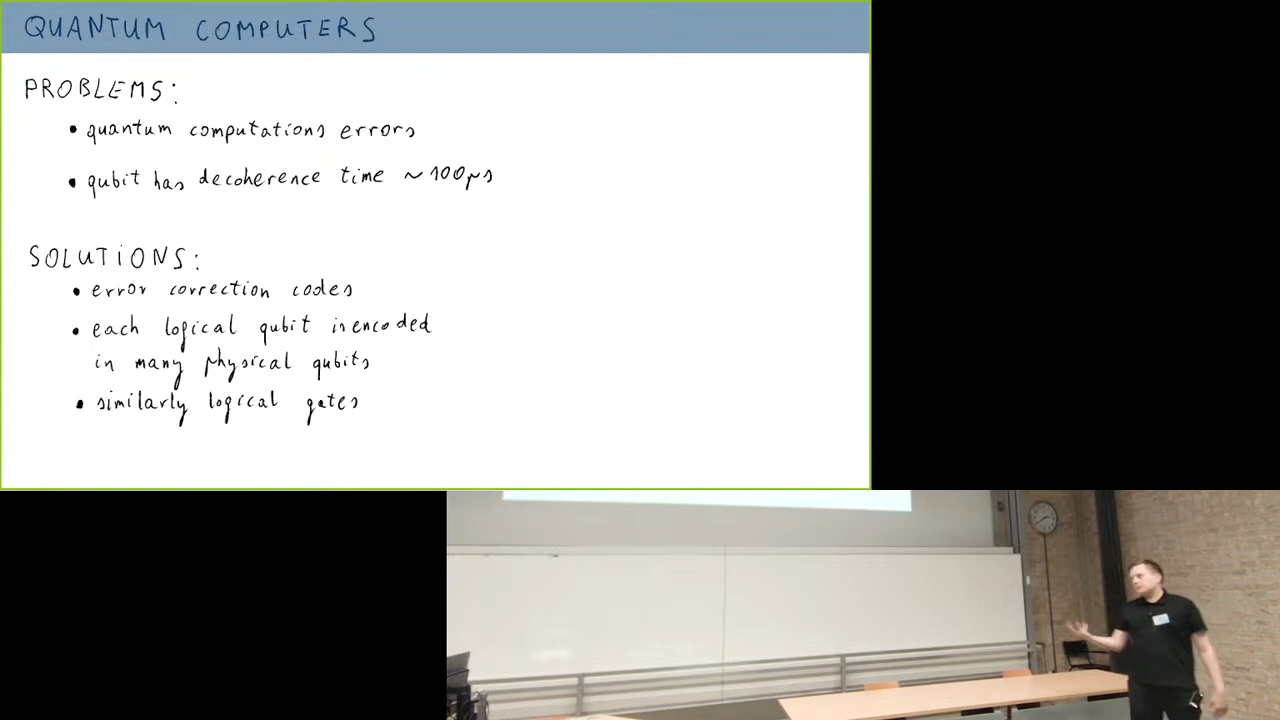 QUANTUM COMPUTERS
PROBLEMS:
• quantum computations errors
• qubit has decoherence time ~100μs
SOLUTIONS:
• error correction codes
• each logical qubit is encoded
in many physical qubits
• similarly logical gates